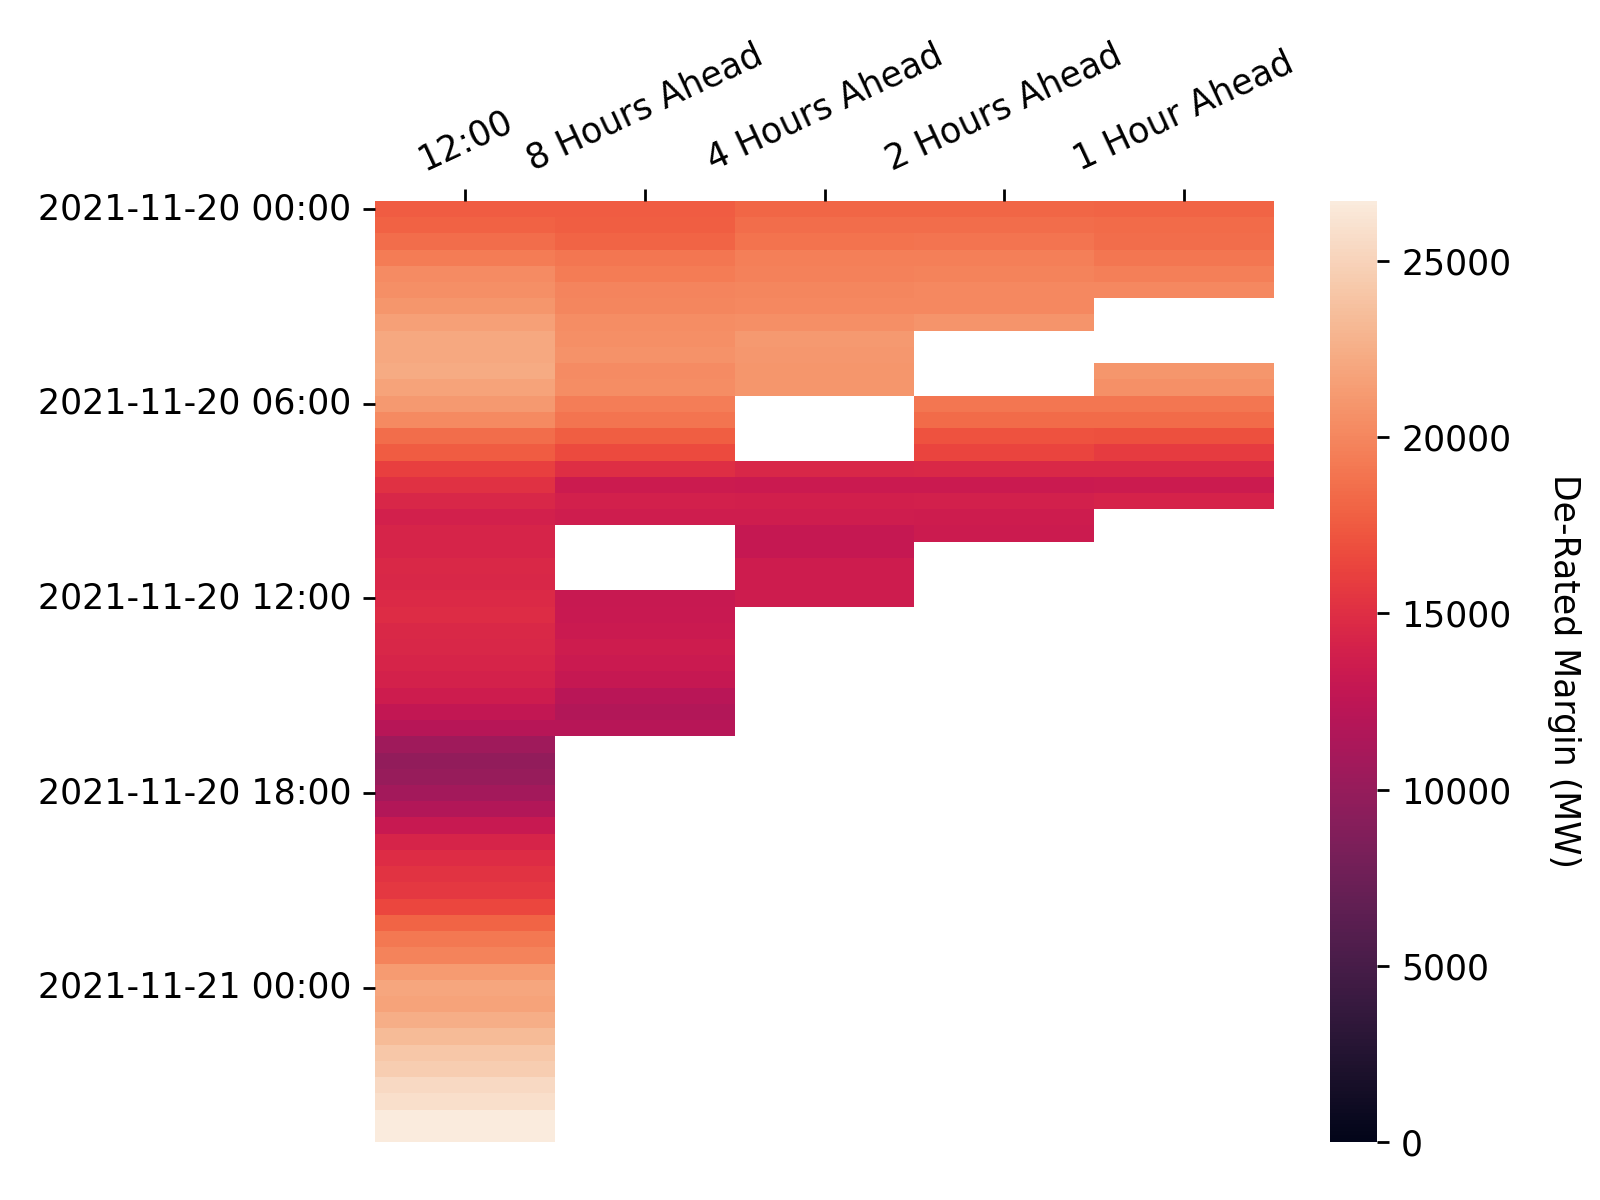 12:00
8 Hours Ahead
4 Hours Ahead
2 Hours Ahead
1 Hour Ahead
2021-11-20 00:00
2021-11-20 06:00
2021-11-20 12:00
2021-11-20 18:00
2021-11-21 00:00
25000
20000
15000
10000
5000
0
De-Rated Margin (MW)